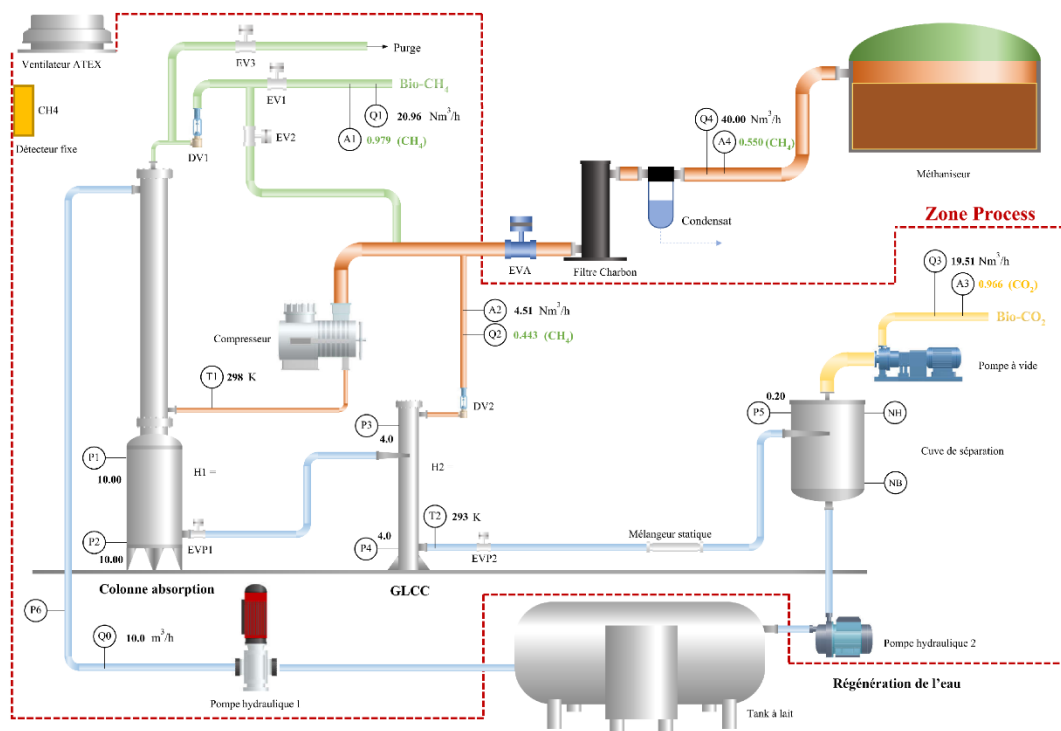 Ventilateur ATEX
CH4
Détecteur fixe
EV3
Purge
EV1
Bio-CH₄
Q1
20.96 Nm³/h
A1
0.979 (CH₄)
EV2
DV1
Q4
40.00 Nm³/h
A4
0.550 (CH₄)
Méthaniseur
Condensat
Filtre Charbon
EVA
Zone Process
Q3
19.51 Nm³/h
A3
0.966 (CO₂)
Bio-CO₂
Pompe à vide
Compresseur
A2
4.51 Nm³/h
Q2
0.443 (CH₄)
T1
298 K
DV2
P3
4.0
0.20
P5
NH
Cuve de séparation
NB
P1
10.00
H1 =
H2
P2
10.00
EVP1
P4
4.0
T2
293 K
EVP2
Mélangeur statique
Colonne absorption
GLCC
P6
Q0
10.0 m³/h
Pompe hydraulique 1
Pompe hydraulique 2
Régénération de l'eau
Tank à lait